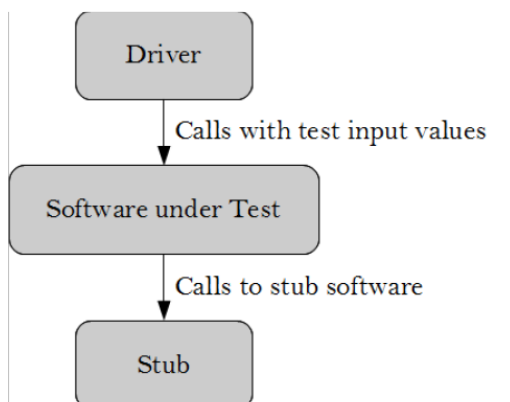 Driver
Calls with test input values
Software under Test
Calls to stub software
Stub